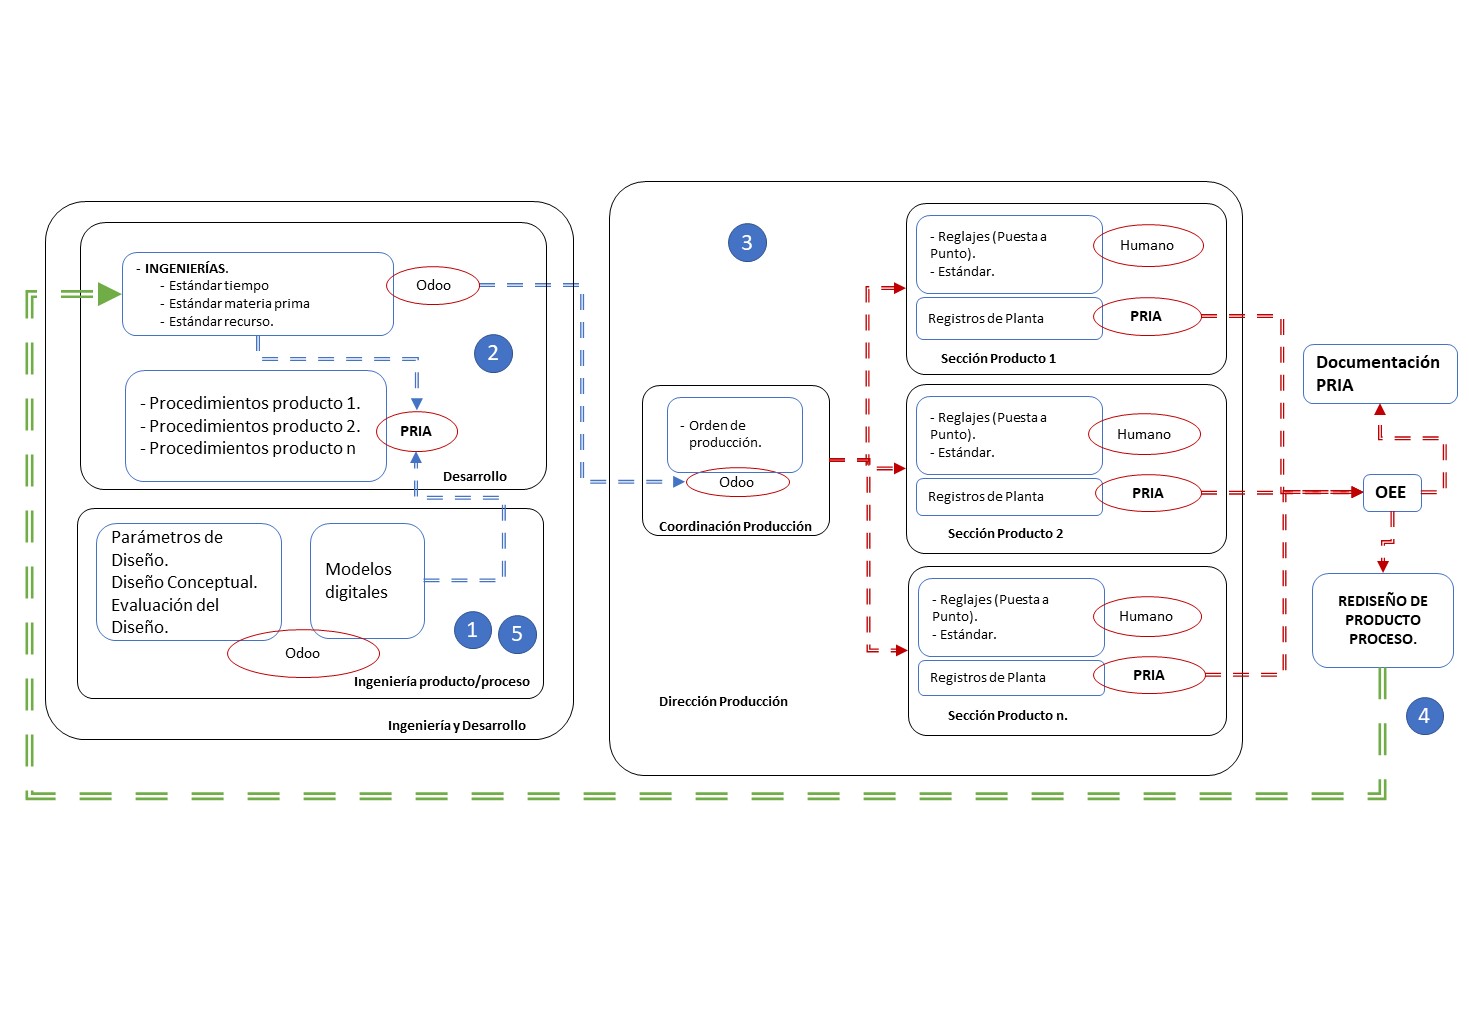 - INGENIERÍAS.
- Estándar tiempo
- Estándar materia prima
- Estándar recurso.
Odoo
2
- Procedimientos producto 1.
- Procedimientos producto 2.
- Procedimientos producto n
PRIA
Desarrollo
Parámetros de
Diseño.
Diseño Conceptual.
Evaluación del
Diseño.
Modelos
digitales
Odoo
1
5
Ingeniería producto/proceso
Ingeniería y Desarrollo
3
- Orden de
producción.
Odoo
Coordinación Producción
Dirección Producción
- Reglajes (Puesta a
Punto).
- Estándar.
Humano
Registros de Planta
PRIA
Sección Producto 1
- Reglajes (Puesta a
Punto).
- Estándar.
Humano
Registros de Planta
PRIA
Sección Producto 2
- Reglajes (Puesta a
Punto).
- Estándar.
Humano
Registros de Planta
PRIA
Sección Producto n.
Documentación
PRIA
OEE
REDISEÑO DE
PRODUCTO
PROCESO.
4